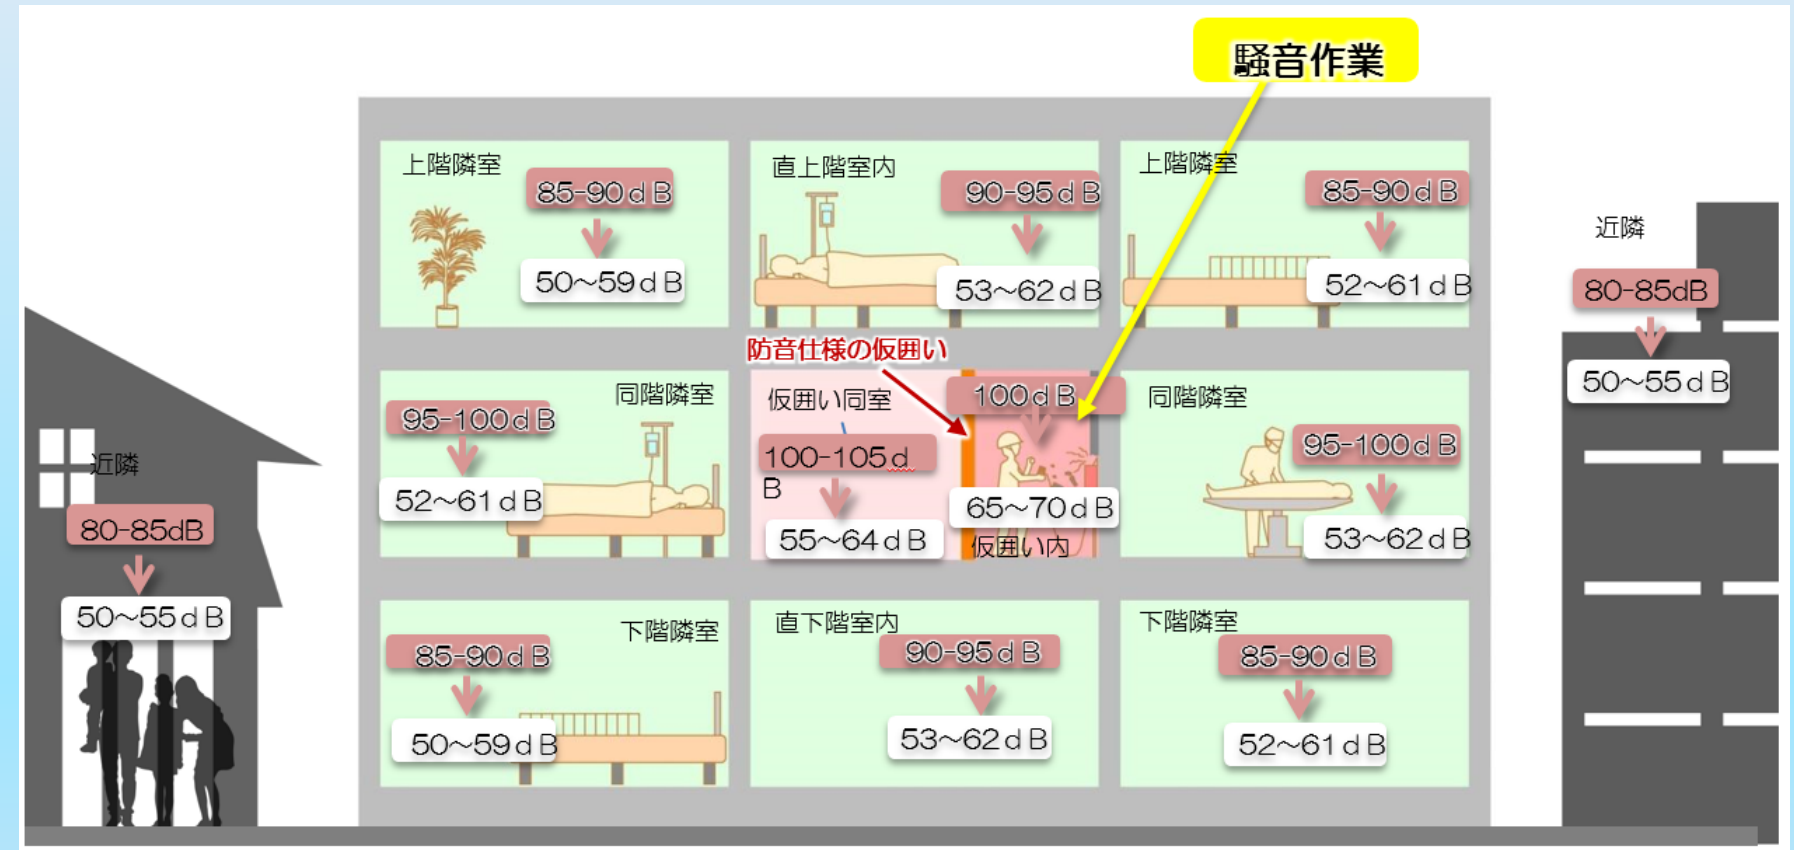 騒音作業
上階隣室
85-90ｄＢ
50〜59ｄＢ
直上階室内
90-95ｄＢ
53〜62ｄＢ
上階隣室
85-90ｄＢ
52〜61ｄＢ
近隣
80-85dB
50〜55ｄＢ
防音仕様の仮囲い
同階隣室
95-100ｄＢ
52〜61ｄＢ
仮囲い同室
100-105ｄ
Ｂ
55〜64ｄＢ
100ｄＢ
65〜70ｄＢ
仮囲い内
同階隣室
95-100ｄＢ
53〜62ｄＢ
近隣
80-85dB
50〜55ｄＢ
下階隣室
85-90ｄＢ
50〜59ｄＢ
直下階室内
90-95ｄＢ
53〜62ｄＢ
下階隣室
85-90ｄＢ
52〜61ｄＢ